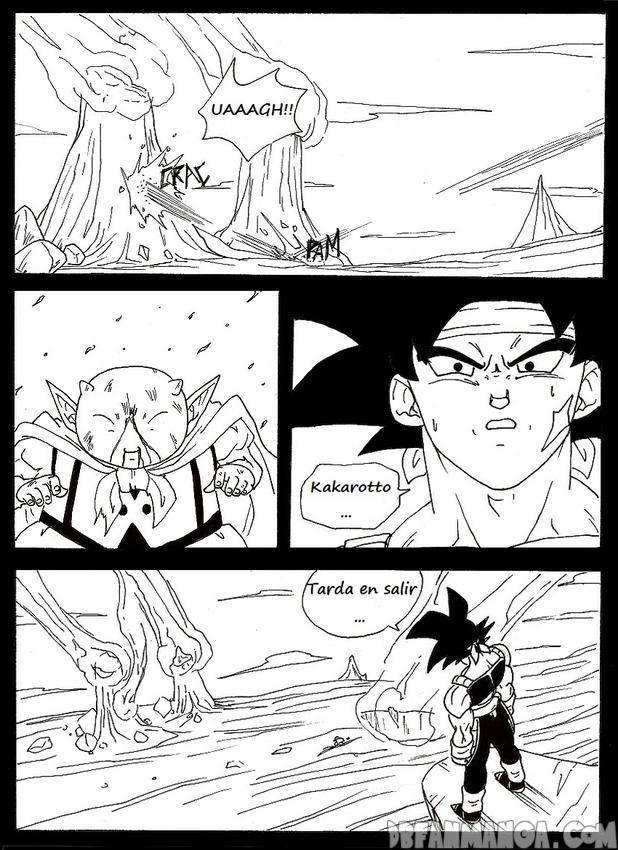 UAAAGH!!
CRAC
PAM
Kakarotto
...
Tarda en salir
...
DBFANMANGA.COM